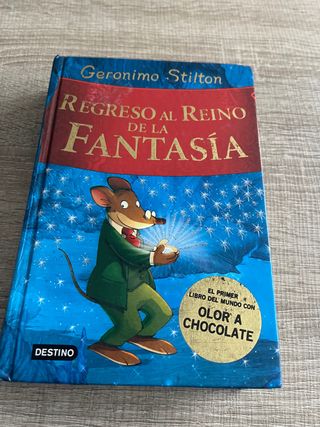 Geronimo Stilton
REGRESO AL REINO
DE LA
FANTASÍA
EL PRIMER
LIBRO DEL MUNDO CON
OLOR A
CHOCOLATE
DESTINO